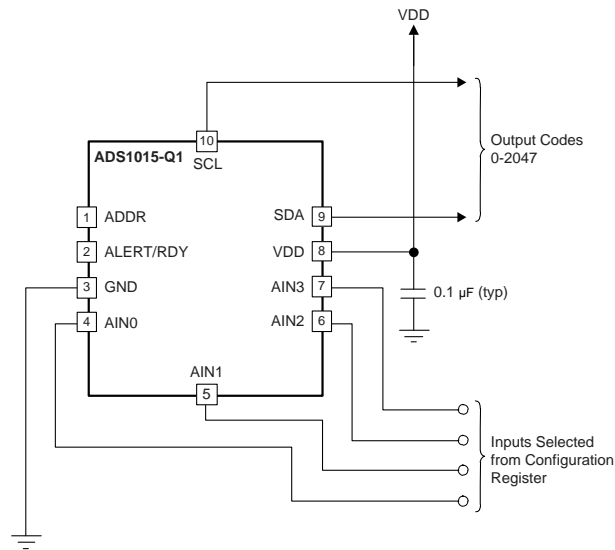 VDD
10
ADS1015-Q1
SCL
Output Codes
0-2047
1 ADDR
SDA 9
2 ALERT/RDY
VDD 8
3 GND
AIN3 7
0.1 µF (typ)
4 AIN0
AIN2 6
AIN1
5
Inputs Selected
from Configuration
Register